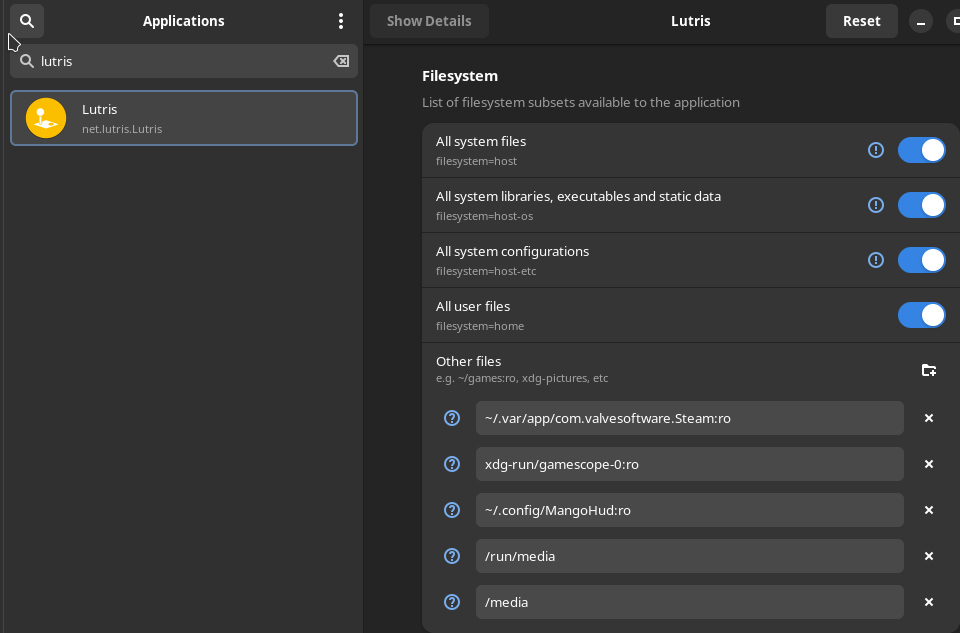 Applications
Show Details
Lutris
Reset
lutris
Lutris
net.lutris.Lutris
Filesystem
List of filesystem subsets available to the application
All system files
filesystem=host
All system libraries, executables and static data
filesystem=host-os
All system configurations
filesystem=host-etc
All user files
filesystem=home
Other files
e.g. ~/games:ro, xdg-pictures, etc
~/.var/app/com.valvesoftware.Steam:ro
xdg-run/gamescope-0:ro
~/.config/MangoHud:ro
/run/media
/media